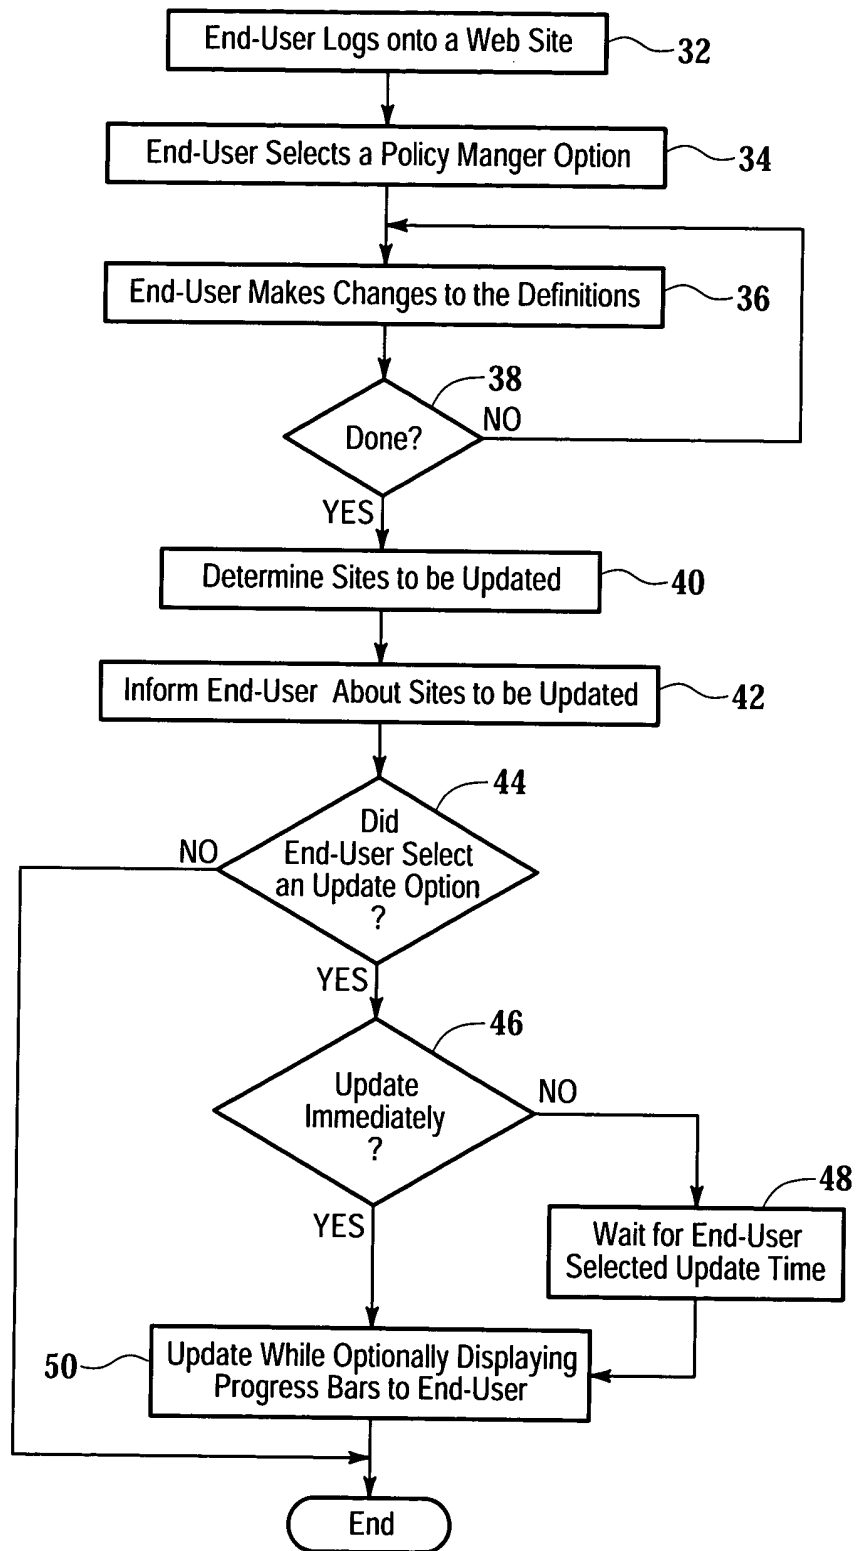 End-User Logs onto a Web Site
32
End-User Selects a Policy Manger Option
34
End-User Makes Changes to the Definitions
36
38
Done?
NO
YES
Determine Sites to be Updated
40
Inform End-User About Sites to be Updated
42
44
Did
End-User Select
an Update Option
?
NO
YES
46
Update
Immediately
?
NO
YES
48
Wait for End-User
Selected Update Time
50
Update While Optionally Displaying
Progress Bars to End-User
End